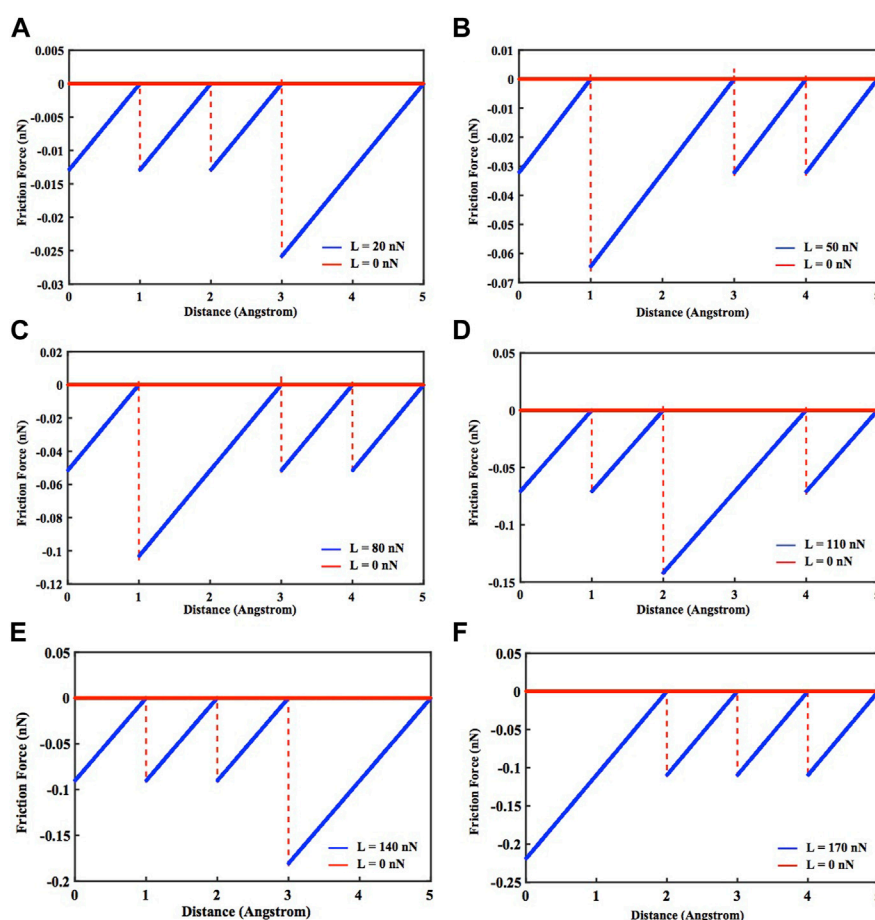 A
0.005
0
-0.005
-0.01
-0.015
-0.02
-0.025
-0.03
Friction Force (nN)
L = 20 nN
L = 0 nN
0 1 2 3 4 5
Distance (Angstrom)
B
0.01
0
-0.01
-0.02
-0.03
-0.04
-0.05
-0.06
-0.07
Friction Force (nN)
L = 50 nN
L = 0 nN
0 1 2 3 4 5
Distance (Angstrom)
C
0.02
0
-0.02
-0.04
-0.06
-0.08
-0.1
-0.12
Friction Force (nN)
L = 80 nN
L = 0 nN
0 1 2 3 4 5
Distance (Angstrom)
D
0.05
0
-0.05
-0.1
-0.15
Friction Force (nN)
L = 110 nN
L = 0 nN
0 1 2 3 4 5
Distance (Angstrom)
E
0.05
0
-0.05
-0.1
-0.15
-0.2
Friction Force (nN)
L = 140 nN
L = 0 nN
0 1 2 3 4 5
Distance (Angstrom)
F
0.05
0
-0.05
-0.1
-0.15
-0.2
-0.25
Friction Force (nN)
L = 170 nN
L = 0 nN
0 1 2 3 4 5
Distance (Angstrom)